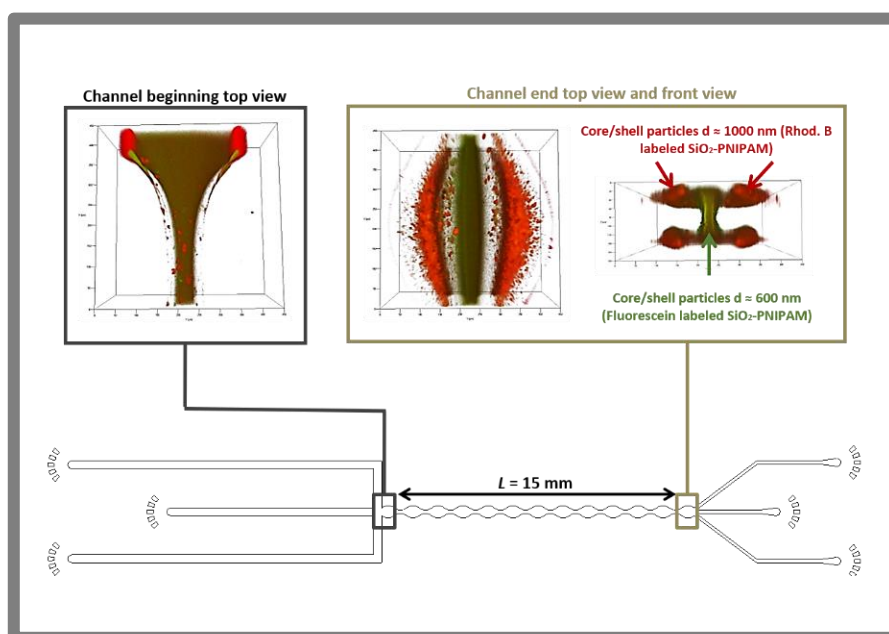 Channel beginning top view
Channel end top view and front view
Core/shell particles d ≈ 1000 nm (Rhod. B
labeled SiO₂-PNIPAM)
Core/shell particles d ≈ 600 nm
(Fluorescein labeled SiO₂-PNIPAM)
L = 15 mm